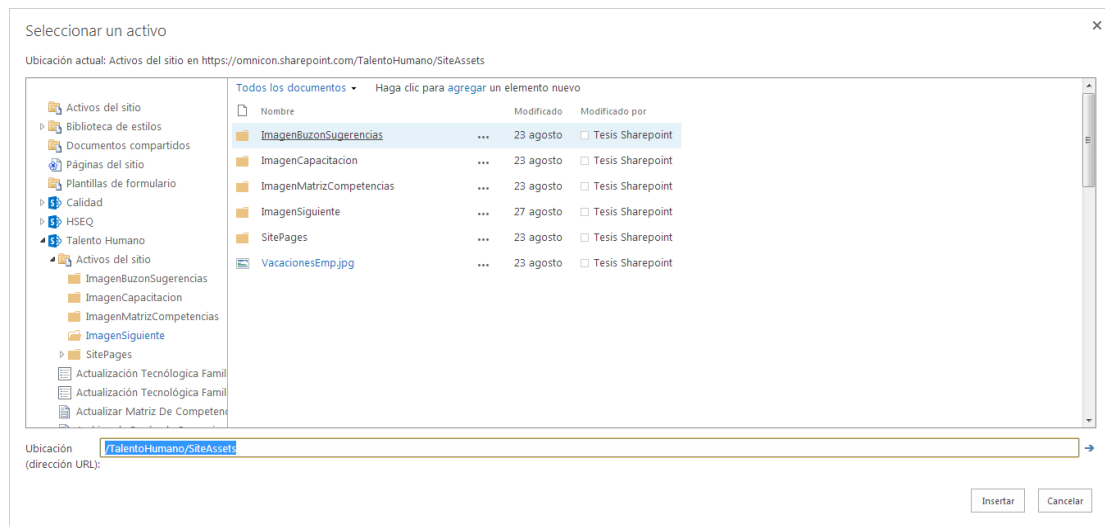 Seleccionar un activo
Ubicación actual: Activos del sitio en https://omnicon.sharepoint.com/TalentoHumano/SiteAssets
Activos del sitio
Biblioteca de estilos
Documentos compartidos
Páginas del sitio
Plantillas de formulario
Calidad
HSEQ
Talento Humano
Activos del sitio
ImagenBuzonSugerencias
ImagenCapacitacion
ImagenMatrizCompetencias
ImagenSiguiente
SitePages
Actualización Tecnólogica Famil
Actualización Tecnológica Famil
Actualizar Matriz De Competen
Todos los documentos Haga clic para agregar un elemento nuevo
Nombre Modificado Modificado por
ImagenBuzonSugerencias ... 23 agosto Tesis Sharepoint
ImagenCapacitacion ... 23 agosto Tesis Sharepoint
ImagenMatrizCompetencias ... 23 agosto Tesis Sharepoint
ImagenSiguiente ... 27 agosto Tesis Sharepoint
SitePages ... 23 agosto Tesis Sharepoint
VacacionesEmp.jpg ... 23 agosto Tesis Sharepoint
Ubicación /TalentoHumano/SiteAssets
(dirección URL):
Insertar Cancelar